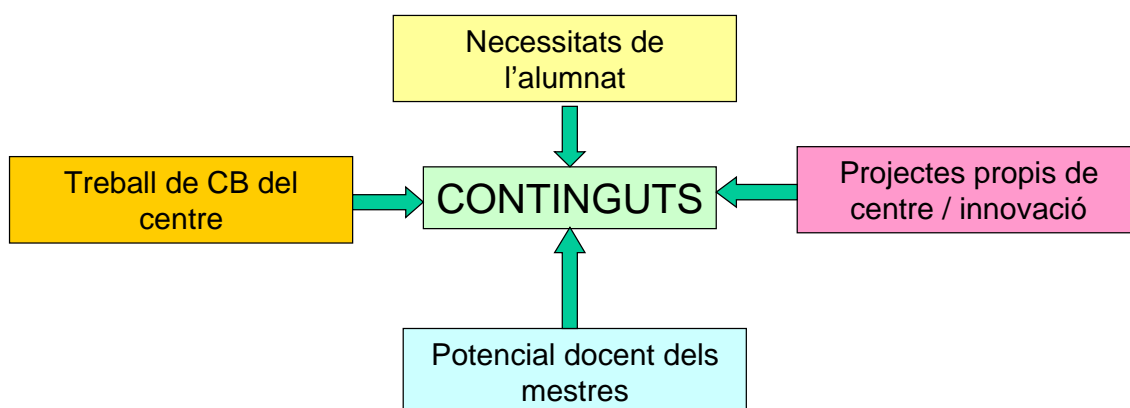 Necessitats de
l’alumnat
Treball de CB del
centre
CONTINGUTS
Projectes propis de
centre / innovació
Potencial docent dels
mestres